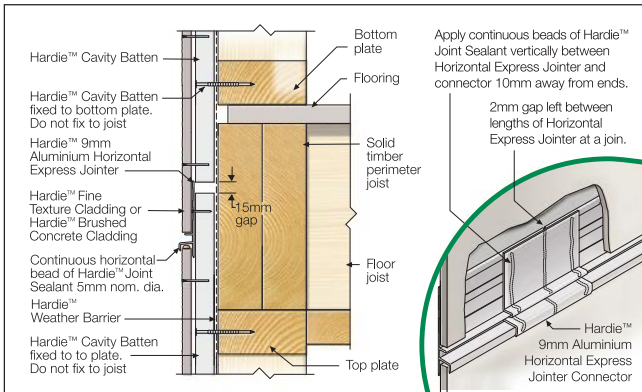 Hardie™ Cavity Batten
Hardie™ Cavity Batten
fixed to bottom plate.
Do not fix to joist
Hardie™ 9mm
Aluminium Horizontal
Express Jointer
Hardie™ Fine
Texture Cladding or
Hardie™ Brushed
Concrete Cladding
Continuous horizontal
bead of Hardie™ Joint
Sealant 5mm nom. dia.
Hardie™
Weather Barrier
Hardie™ Cavity Batten
fixed to to plate.
Do not fix to joist
15mm
gap
Bottom
plate
Flooring
Solid
timber
perimeter
joist
Floor
joist
Top plate
Apply continuous beads of Hardie™
Joint Sealant vertically between
Horizontal Express Jointer and
connector 10mm away from ends.
2mm gap left between
lengths of Horizontal
Express Jointer at a join.
Hardie™
9mm Aluminium
Horizontal Express
Jointer Connector